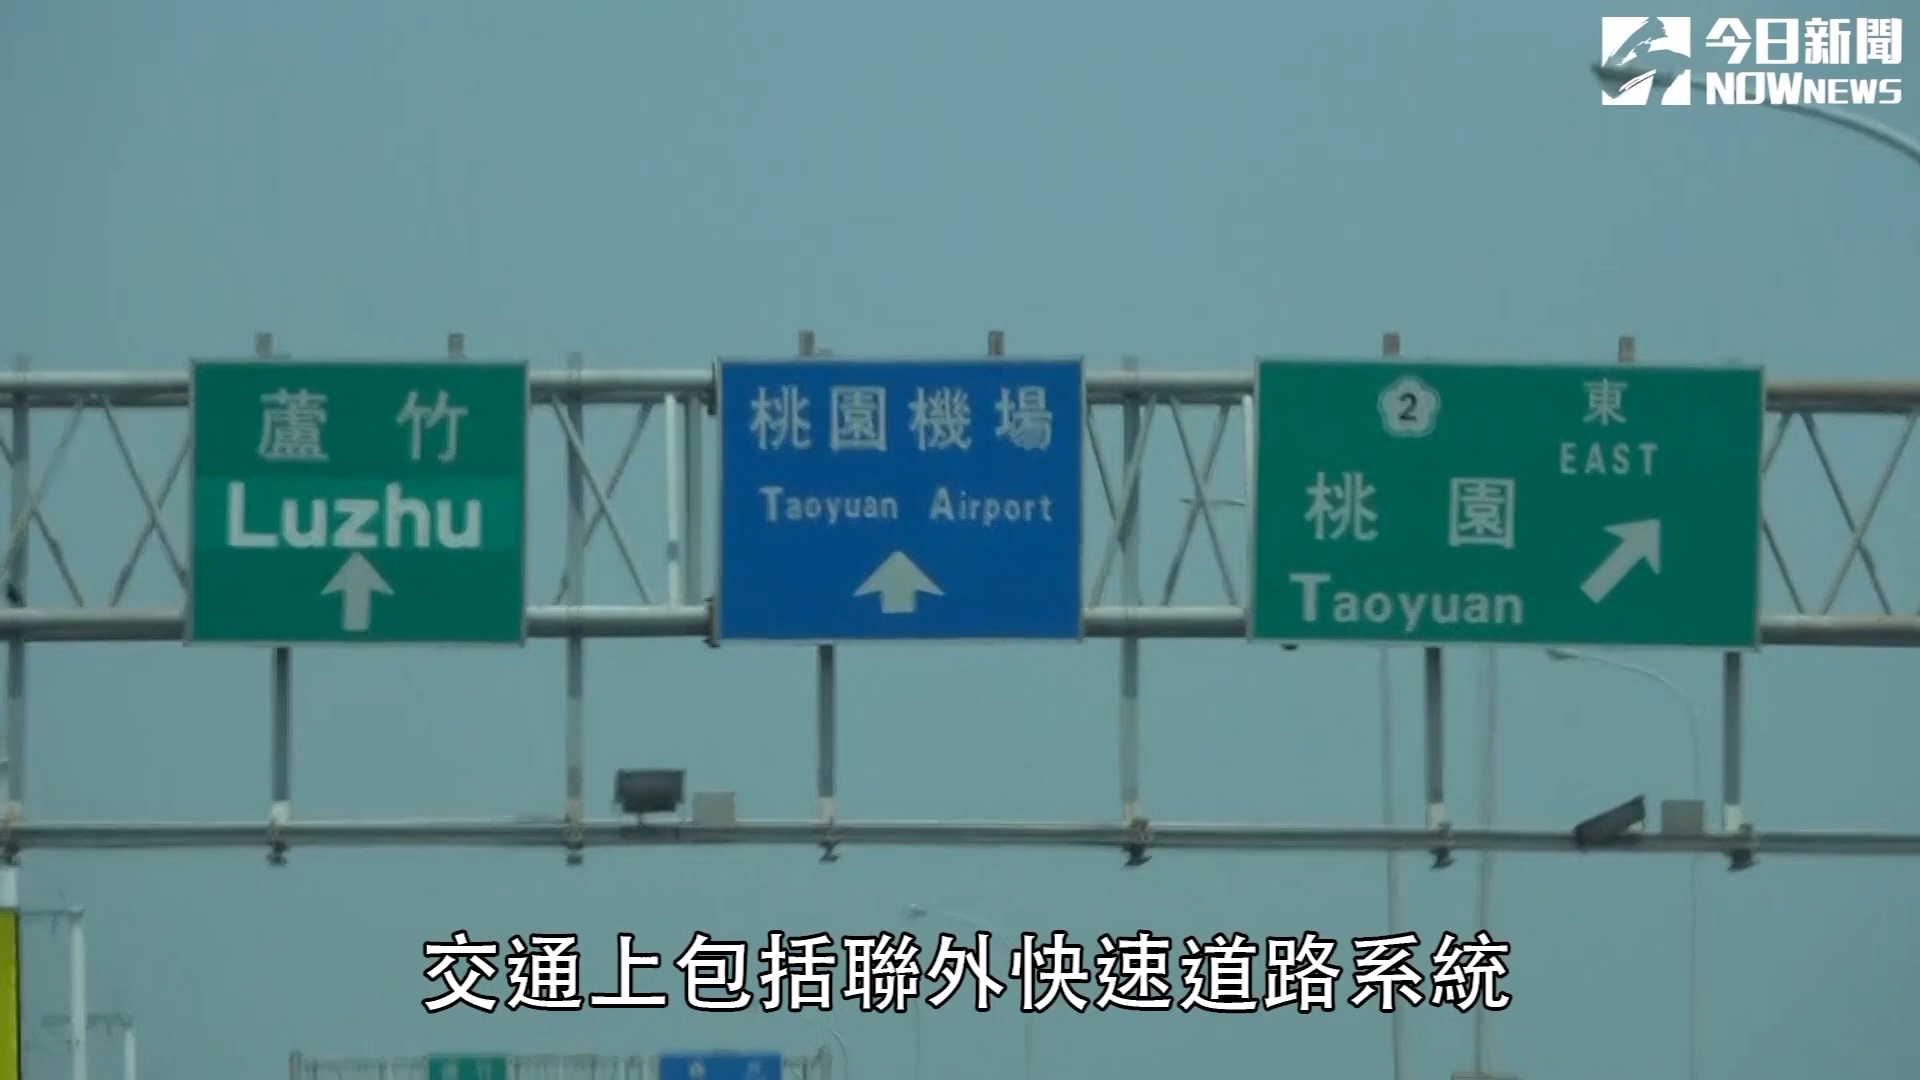 今日新聞
NOWNEWS
蘆竹
Luzhu
桃園機場
Taoyuan Airport
2
東
EAST
桃園
Taoyuan
交通上包括聯外快速道路系統